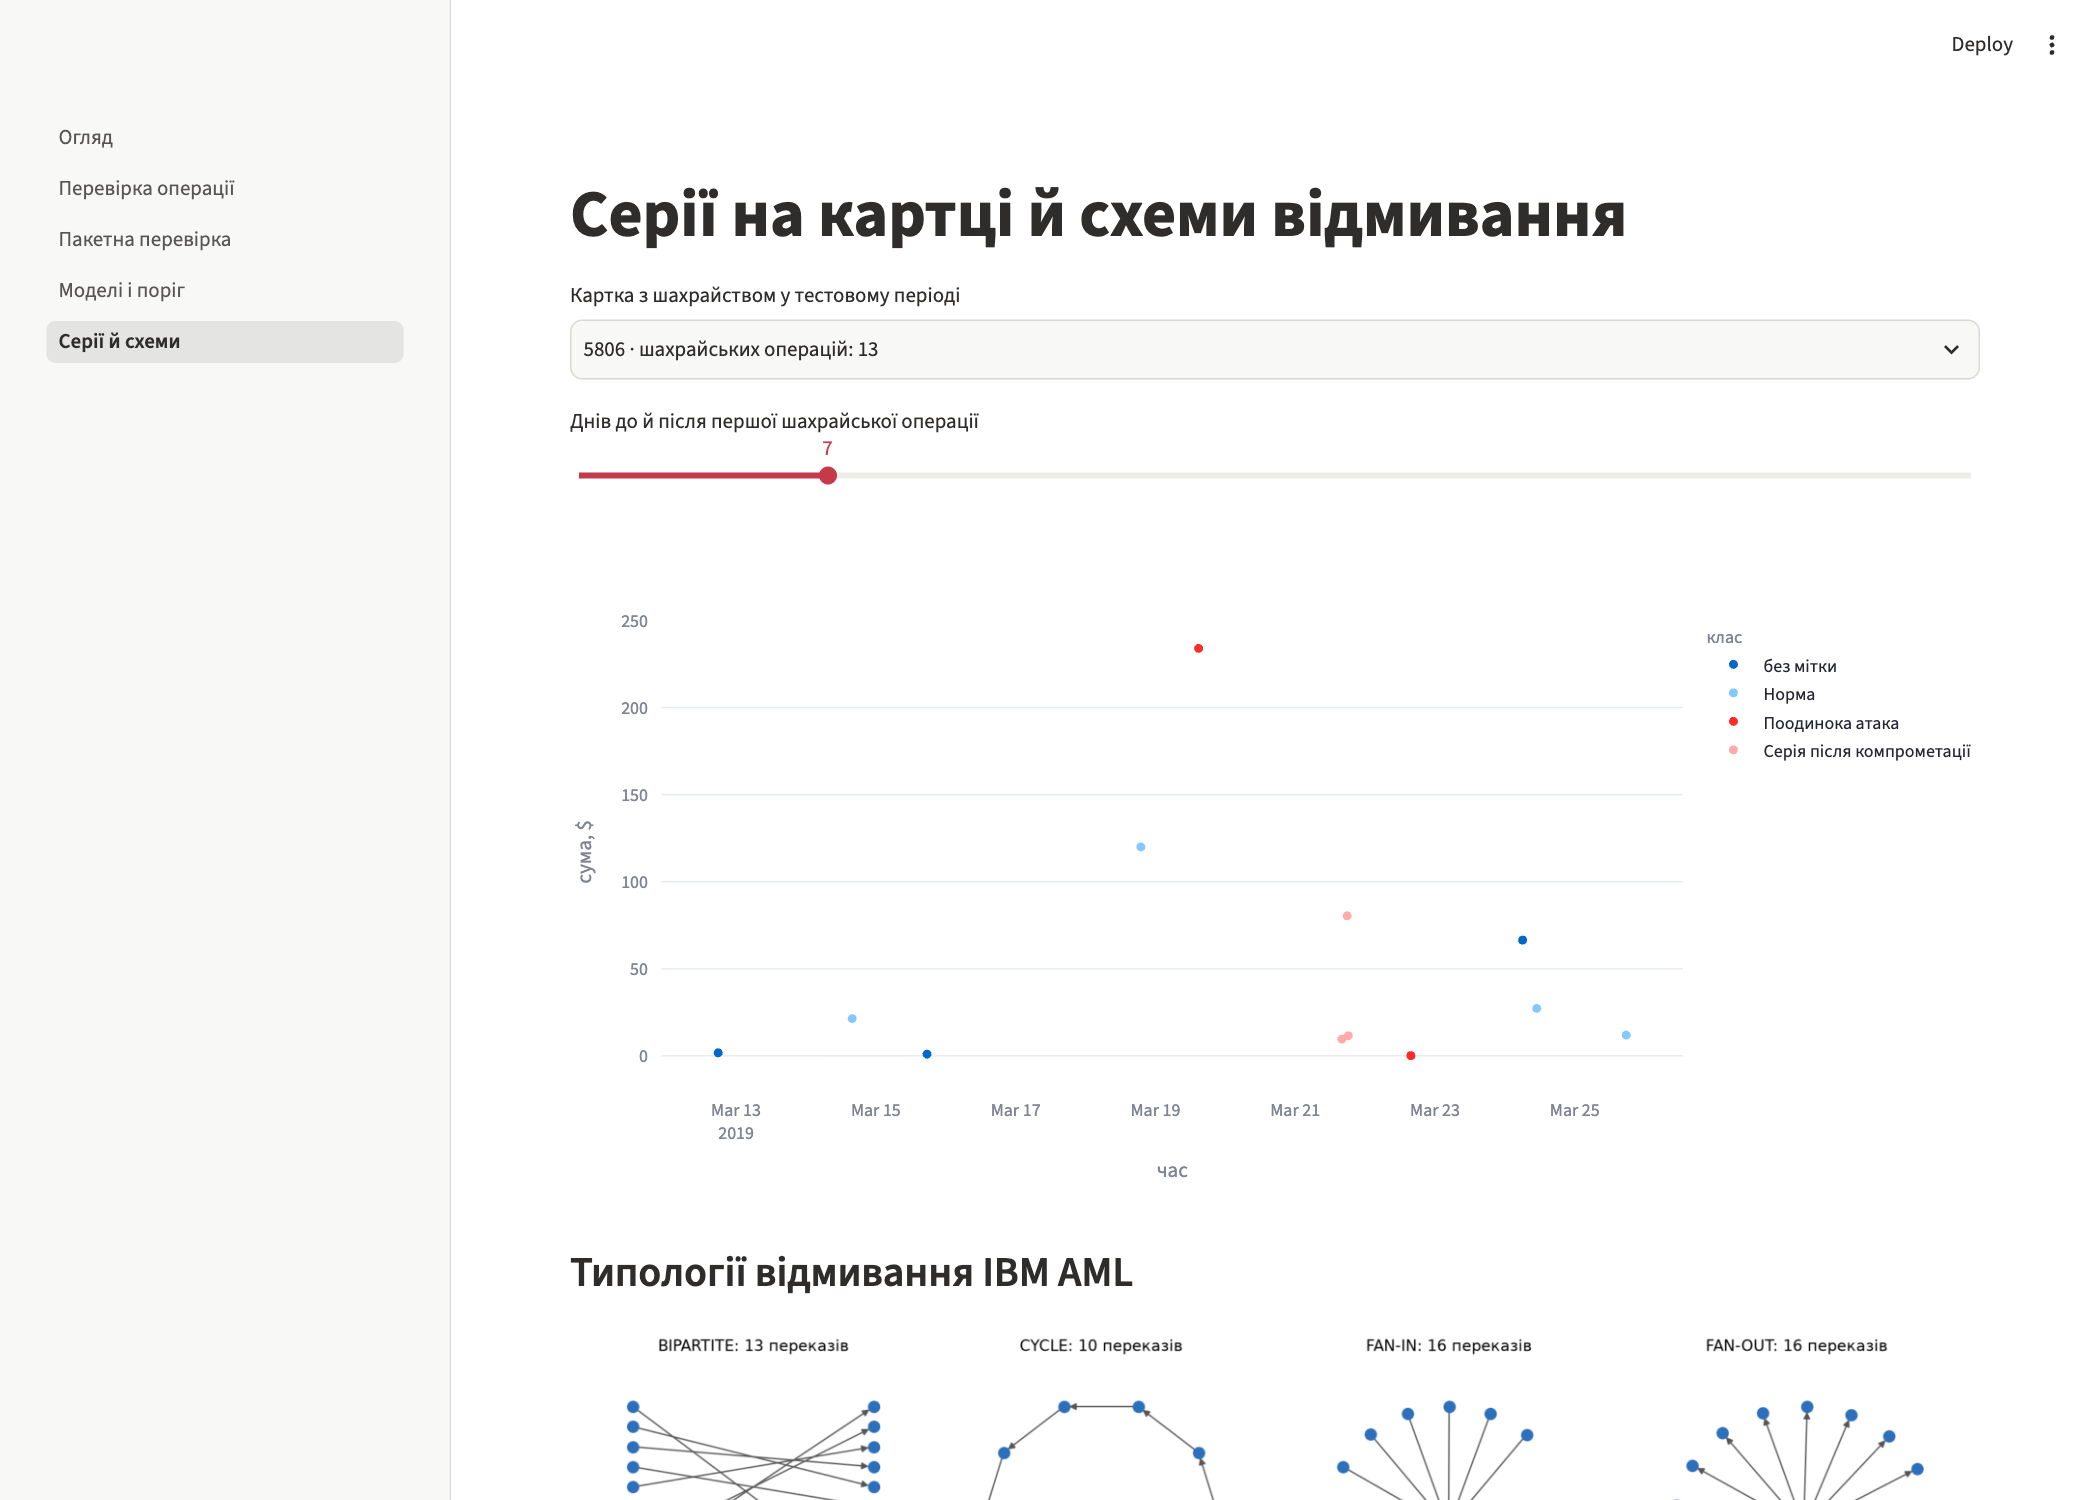 Deploy
Огляд
Перевірка операції
Пакетна перевірка
Моделі і поріг
Серії й схеми
Серії на картці й схеми відмивання
Картка з шахрайством у тестовому періоді
5806 · шахрайських операцій: 13
Днів до й після першої шахрайської операції
7
250
200
150
100
50
0
сума, $
Mar 13
2019
Mar 15
Mar 17
Mar 19
Mar 21
Mar 23
Mar 25
час
клас
без мітки
Норма
Поодинока атака
Серія після компрометації
Типології відмивання IBM AML
BIPARTITE: 13 переказів
CYCLE: 10 переказів
FAN-IN: 16 переказів
FAN-OUT: 16 переказів